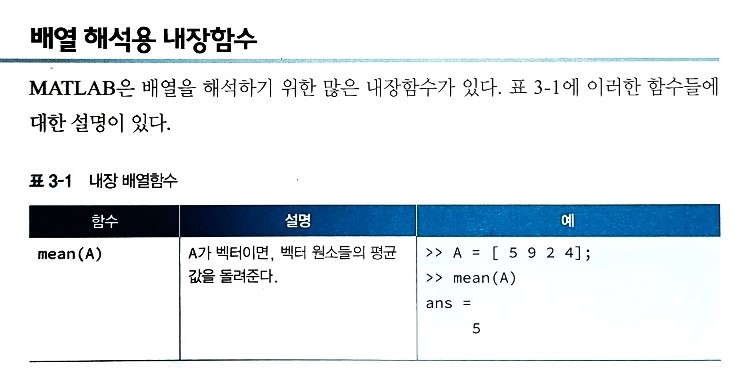 배열 해석용 내장함수
MATLAB은 배열을 해석하기 위한 많은 내장함수가 있다. 표 3-1에 이러한 함수들에
대한 설명이 있다.
표 3-1 내장 배열함수
함수 설명 예
mean(A) A가 벡터이면, 벡터 원소들의 평균 >> A = [ 5 9 2 4];
값을 돌려준다. >> mean(A)
ans =
5